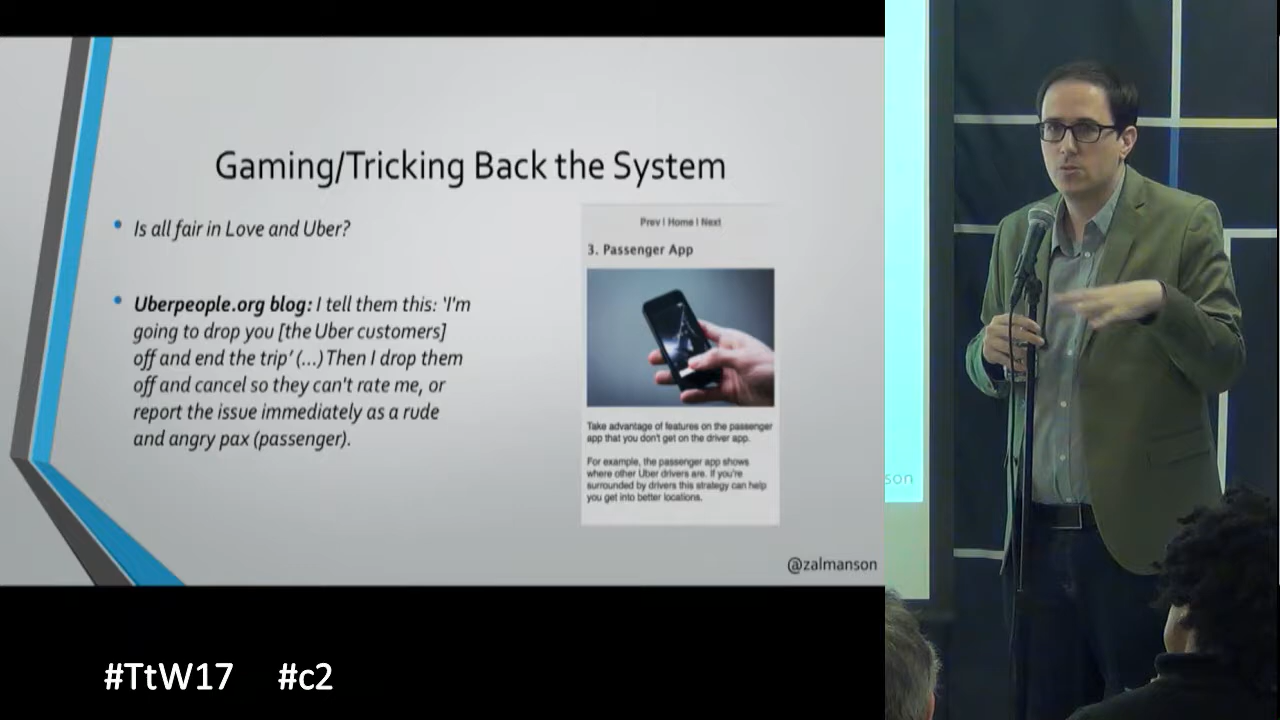 Gaming/Tricking Back the System
• Is all fair in Love and Uber?
• Uberpeople.org blog: I tell them this: 'I'm
going to drop you [the Uber customers]
off and end the trip' (...) Then I drop them
off and cancel so they can't rate me, or
report the issue immediately as a rude
and angry pax (passenger).
Prev | Home | Next
3. Passenger App
Take advantage of features on the passenger
app that you don't get on the driver app.
For example, the passenger app shows
where other Uber drivers are. If you're
surrounded by drivers this strategy can help
you get into better locations.
@zalmanson
son
#TtW17 #c2